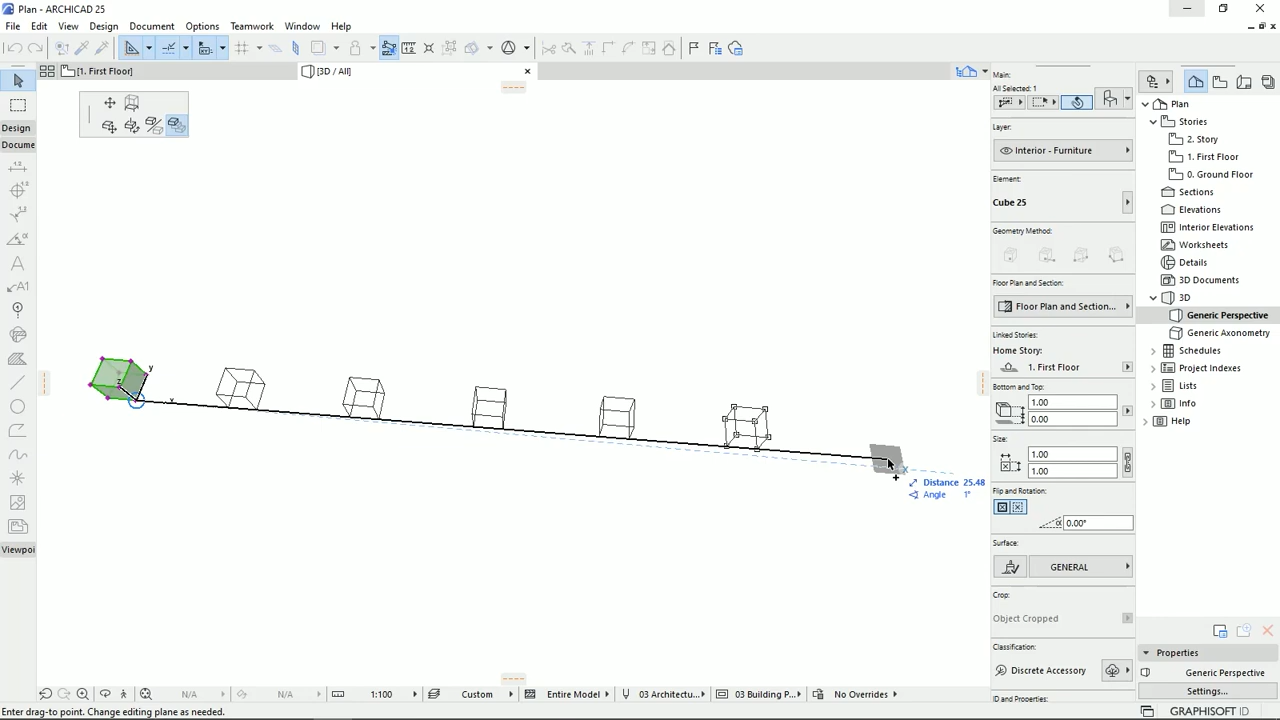 Plan - ARCHICAD 25
File Edit View Design Document Options Teamwork Window Help
[1. First Floor]
[3D / All]
Design
Docume
Viewpoi
y
z
x
Distance 25.48
Angle 1°
Main:
All Selected: 1
Layer:
Interior - Furniture
Element:
Cube 25
Geometry Method:
Floor Plan and Section:
Floor Plan and Section...
Linked Stories:
Home Story:
1. First Floor
Bottom and Top:
1.00
0.00
Size:
1.00
1.00
Flip and Rotation:
α 0.00°
Surface:
GENERAL
Crop:
Object Cropped
Classification:
Discrete Accessory
ID and Properties:
Plan
Stories
2. Story
1. First Floor
0. Ground Floor
Sections
Elevations
Interior Elevations
Worksheets
Details
3D Documents
3D
Generic Perspective
Generic Axonometry
Schedules
Project Indexes
Lists
Info
Help
Properties
Generic Perspective
Settings...
N/A N/A 1:100 Custom Entire Model 03 Architectu... 03 Building P... No Overrides
Enter drag-to point. Change editing plane as needed.
GRAPHISOFT ID